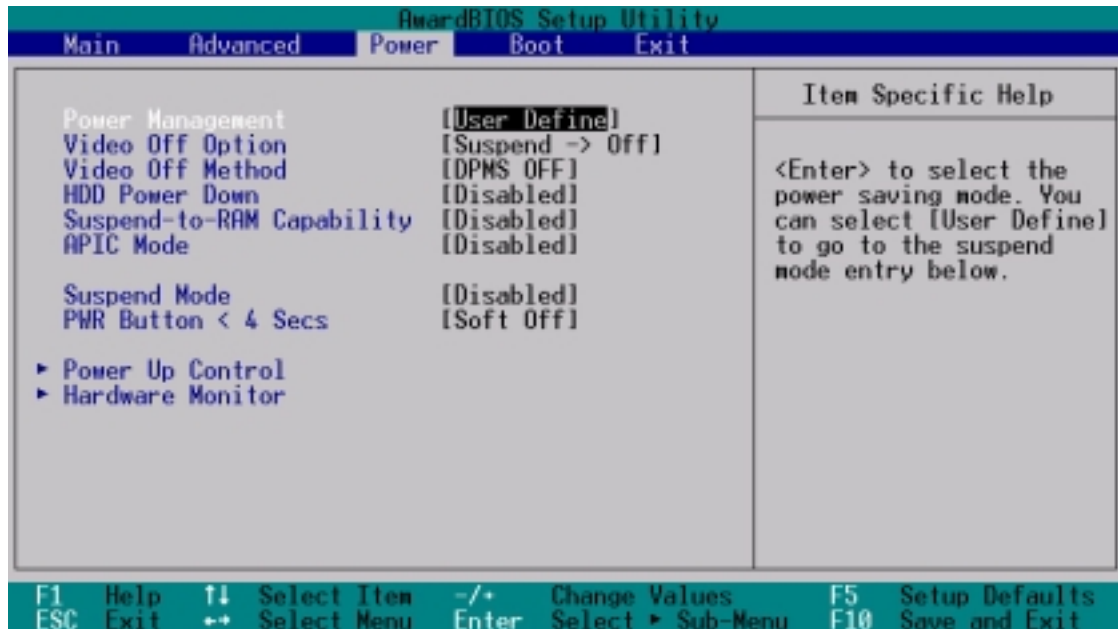 AwardBIOS Setup Utility
Main Advanced Power Boot Exit
Power Management [User Define]
Video Off Option [Suspend -> Off]
Video Off Method [DPMS OFF]
HDD Power Down [Disabled]
Suspend-to-RAM Capability [Disabled]
APIC Mode [Disabled]
Suspend Mode [Disabled]
PWR Button < 4 Secs [Soft Off]
▸ Power Up Control
▸ Hardware Monitor
Item Specific Help
<Enter> to select the
power saving mode. You
can select [User Define]
to go to the suspend
mode entry below.
F1 Help ↑↓ Select Item -/+ Change Values F5 Setup Defaults
ESC Exit ←→ Select Menu Enter Select ▸ Sub-Menu F10 Save and Exit